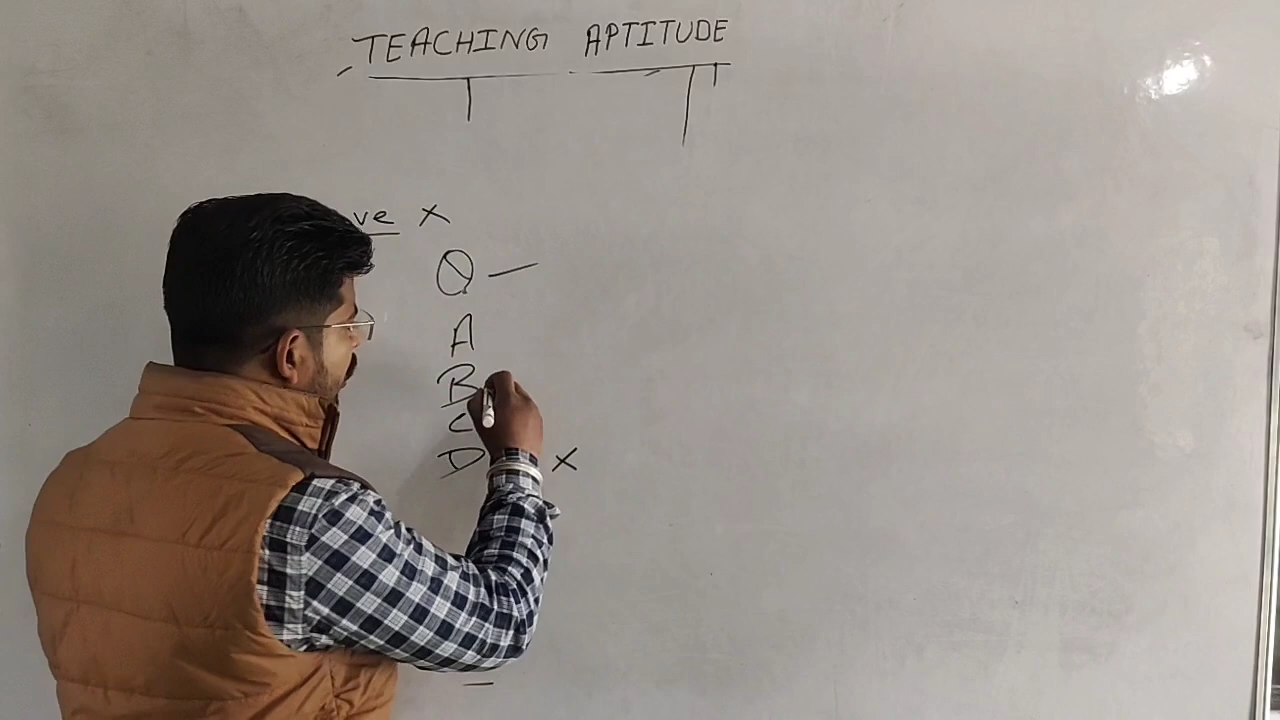 TEACHING APTITUDE
ve ×
Q —
A
B
C
D ×